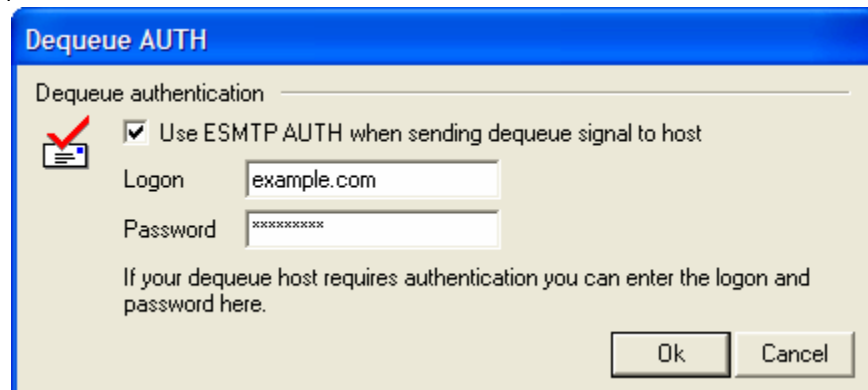 Dequeue AUTH
Dequeue authentication
Use ESMTP AUTH when sending dequeue signal to host
Logon example.com
Password *********
If your dequeue host requires authentication you can enter the logon and
password here.
Ok Cancel